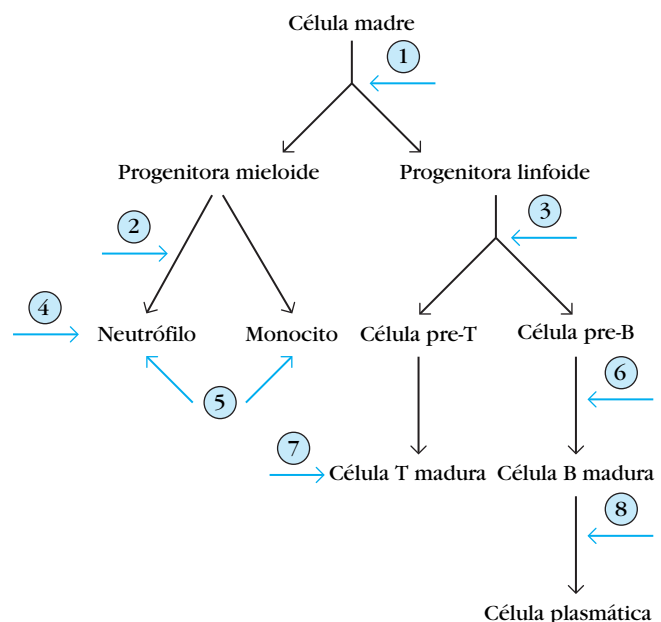 Célula madre
1
Progenitora mieloide Progenitora linfoide
2 3
4
Neutrófilo Monocito Célula pre-T Célula pre-B
5 6
7
Célula T madura Célula B madura
8
Célula plasmática